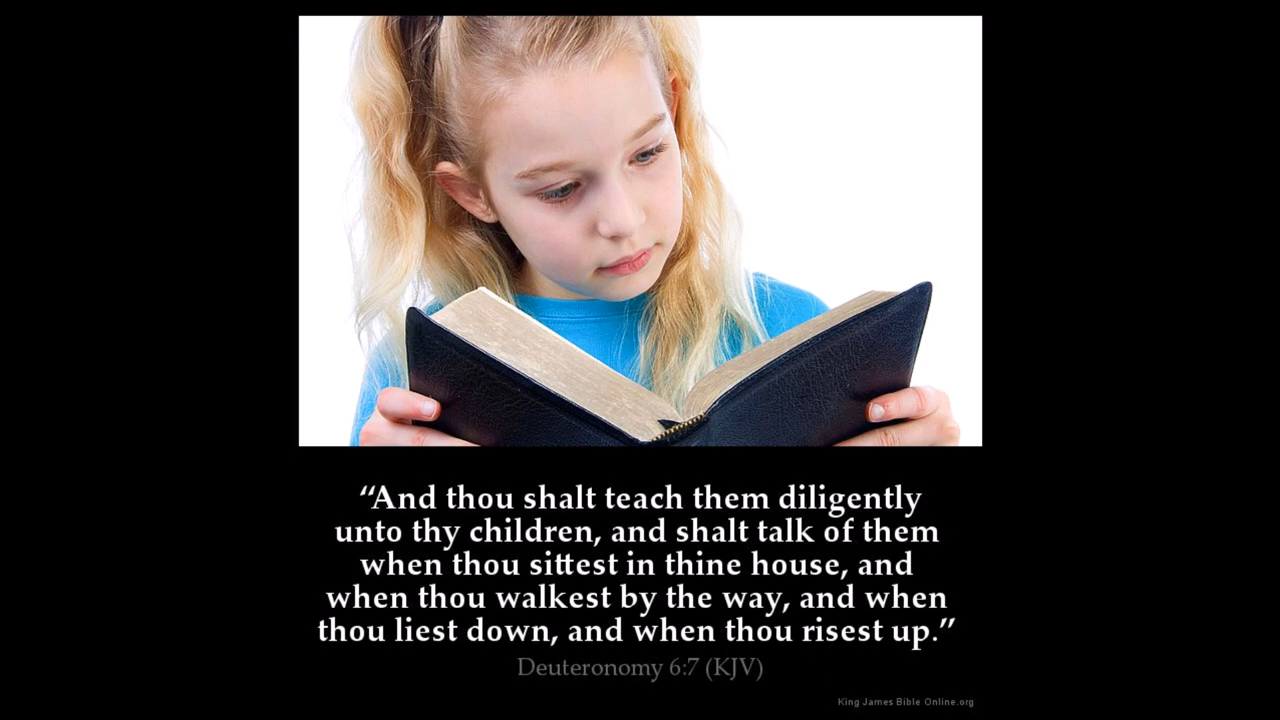 “And thou shalt teach them diligently
unto thy children, and shalt talk of them
when thou sittest in thine house, and
when thou walkest by the way, and when
thou liest down, and when thou risest up.”
Deuteronomy 6:7 (KJV)
King James Bible Online.org